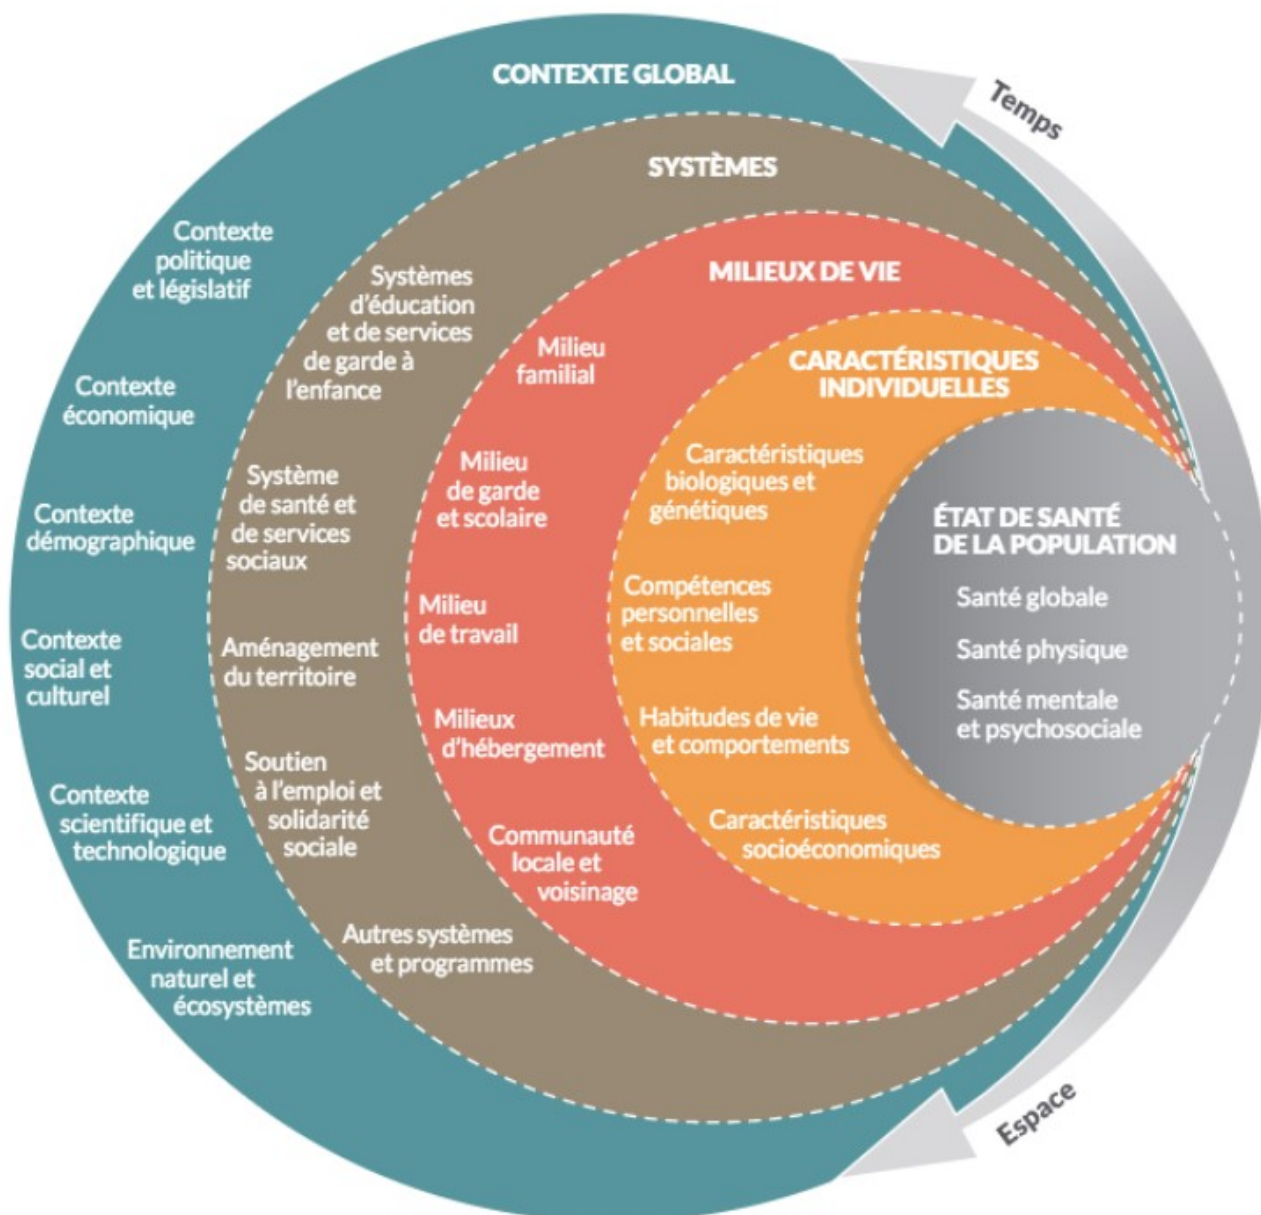 CONTEXTE GLOBAL
Temps
SYSTÈMES
MILIEUX DE VIE
CARACTÉRISTIQUES
INDIVIDUELLES
ÉTAT DE SANTÉ
DE LA POPULATION
Contexte
politique
et législatif
Contexte
économique
Contexte
démographique
Contexte
social et
culturel
Contexte
scientifique et
technologique
Environnement
naturel et
écosystèmes
Systèmes
d'éducation
et de services
de garde à
l'enfance
Système
de santé et
de services
sociaux
Aménagement
du territoire
Soutien
à l'emploi et
solidarité
sociale
Autres systèmes
et programmes
Milieu
familial
Milieu
de garde
et scolaire
Milieu
de travail
Milieux
d'hébergement
Communauté
locale et
voisinage
Caractéristiques
biologiques et
génétiques
Compétences
personnelles
et sociales
Habitudes de vie
et comportements
Caractéristiques
socioéconomiques
Santé globale
Santé physique
Santé mentale
et psychosociale
Espace